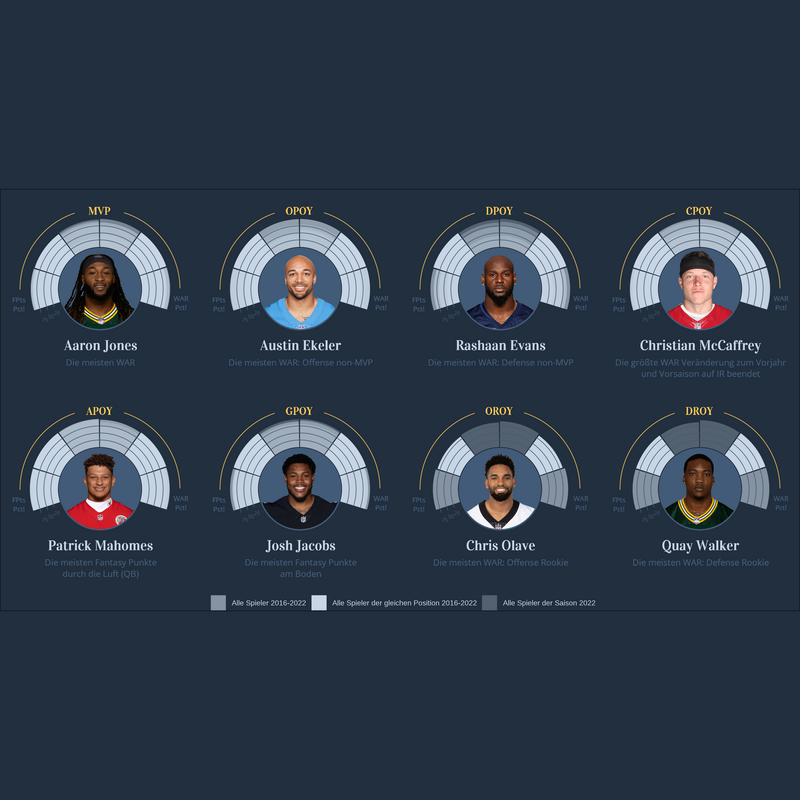 MVP
OPOY
DPOY
CPOY
FPts Pctl
WAR Pctl
FPts Pctl
WAR Pctl
FPts Pctl
WAR Pctl
FPts Pctl
WAR Pctl
Aaron Jones
Austin Ekeler
Rashaan Evans
Christian McCaffrey
Die meisten WAR
Die meisten WAR: Offense non-MVP
Die meisten WAR: Defense non-MVP
Die größte WAR Veränderung zum Vorjahr
und Vorsaison auf IR beendet
APOY
GPOY
OROY
DROY
FPts Pctl
WAR Pctl
FPts Pctl
WAR Pctl
FPts Pctl
WAR Pctl
FPts Pctl
WAR Pctl
Patrick Mahomes
Josh Jacobs
Chris Olave
Quay Walker
Die meisten Fantasy Punkte
durch die Luft (QB)
Die meisten Fantasy Punkte
am Boden
Die meisten WAR: Offense Rookie
Die meisten WAR: Defense Rookie
Alle Spieler 2016-2022
Alle Spieler der gleichen Position 2016-2022
Alle Spieler der Saison 2022